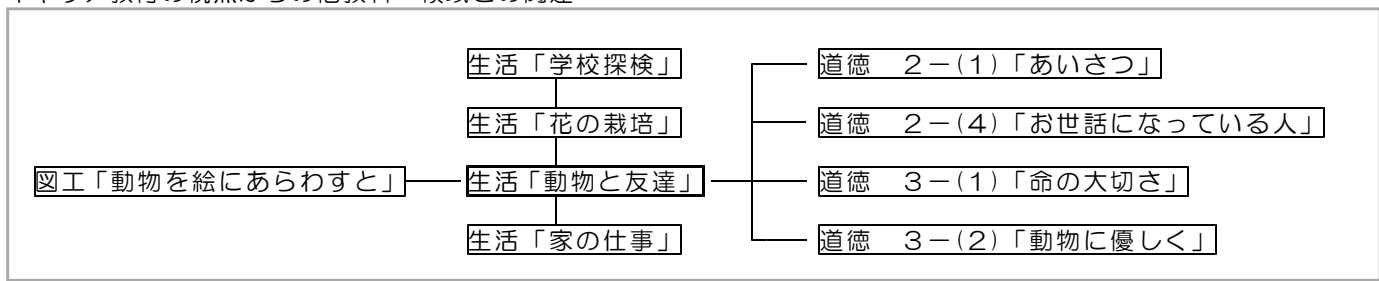 生活「学校探検」 道徳 2-(1)「あいさつ」
生活「花の栽培」 道徳 2-(4)「お世話になっている人」
図工「動物を絵にあらわすと」 生活「動物と友達」 道徳 3-(1)「命の大切さ」
生活「家の仕事」 道徳 3-(2)「動物に優しく」